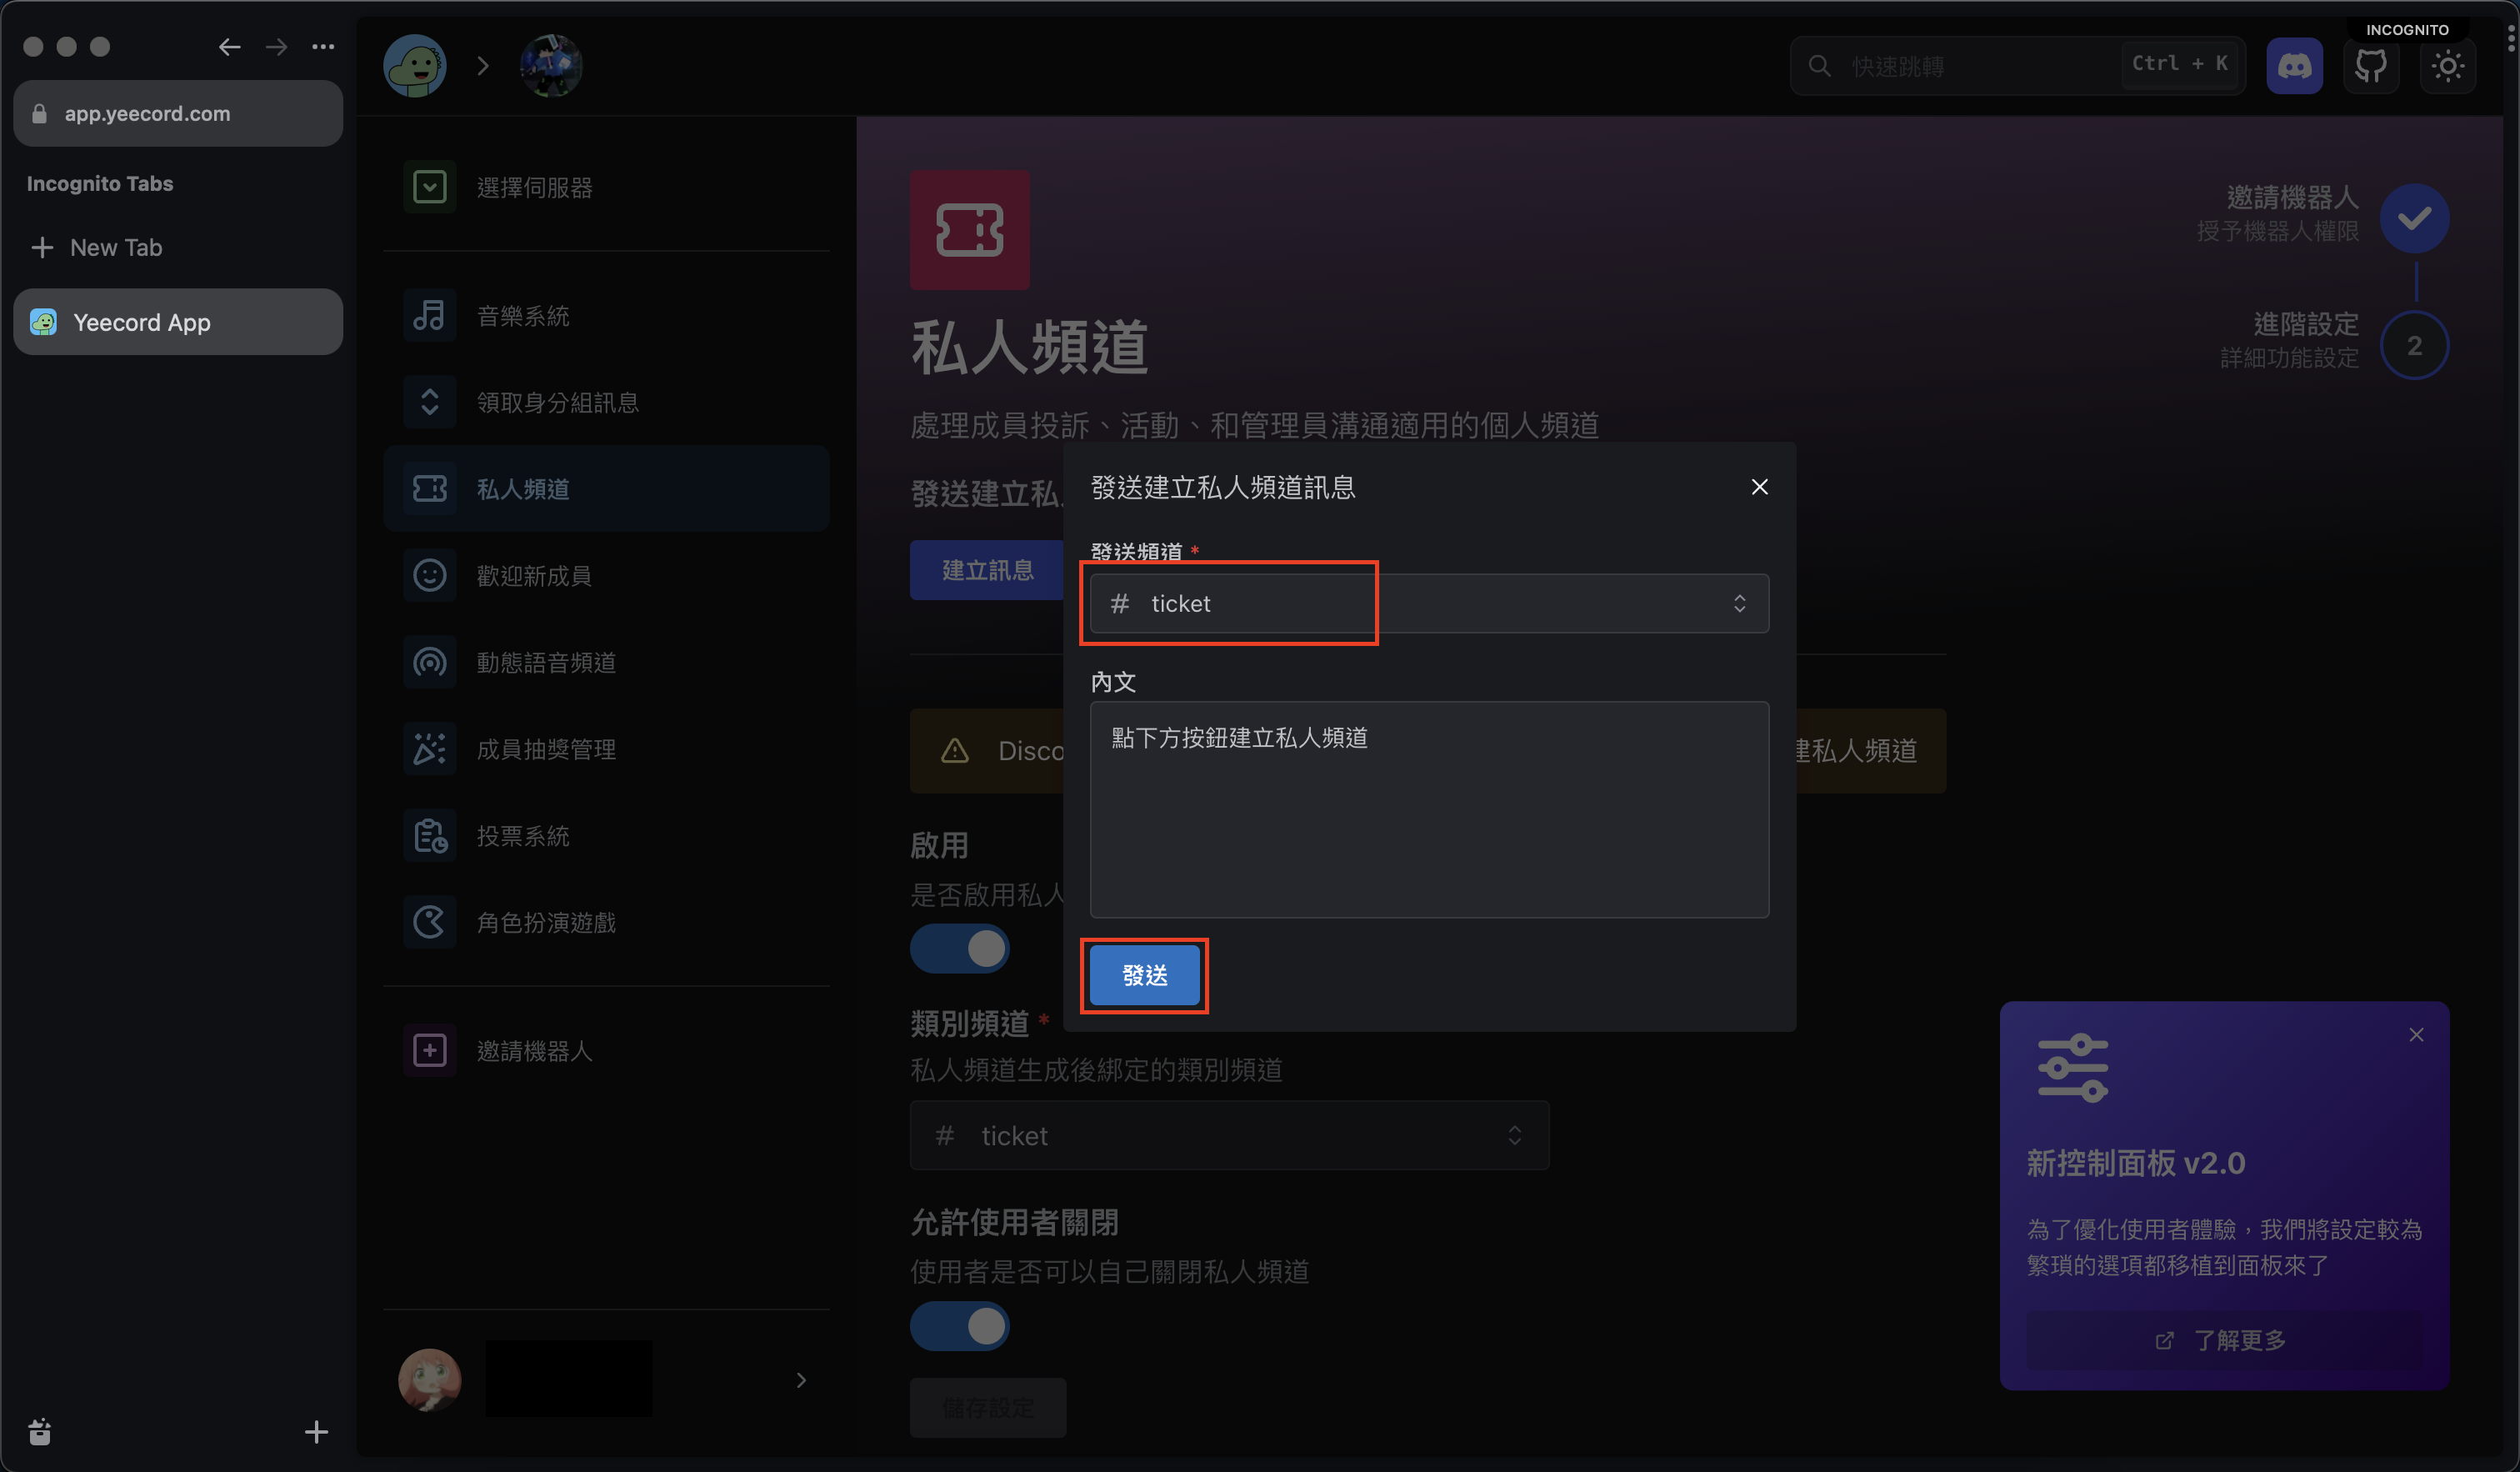 INCOGNITO
app.yeecord.com
Incognito Tabs
New Tab
Yeecord App
快速跳轉
Ctrl + K
選擇伺服器
音樂系統
領取身分組訊息
私人頻道
歡迎新成員
動態語音頻道
成員抽獎管理
投票系統
角色扮演遊戲
邀請機器人
私人頻道
處理成員投訴、活動、和管理員溝通適用的個人頻道
發送建立私
建立訊息
邀請機器人
授予機器人權限
進階設定
詳細功能設定
2
發送建立私人頻道訊息
發送頻道 *
# ticket
內文
點下方按鈕建立私人頻道
發送
Disco
建私人頻道
啟用
是否啟用私人
類別頻道 *
私人頻道生成後綁定的類別頻道
# ticket
允許使用者關閉
使用者是否可以自己關閉私人頻道
儲存設定
新控制面板 v2.0
為了優化使用者體驗，我們將設定較為
繁瑣的選項都移植到面板來了
了解更多